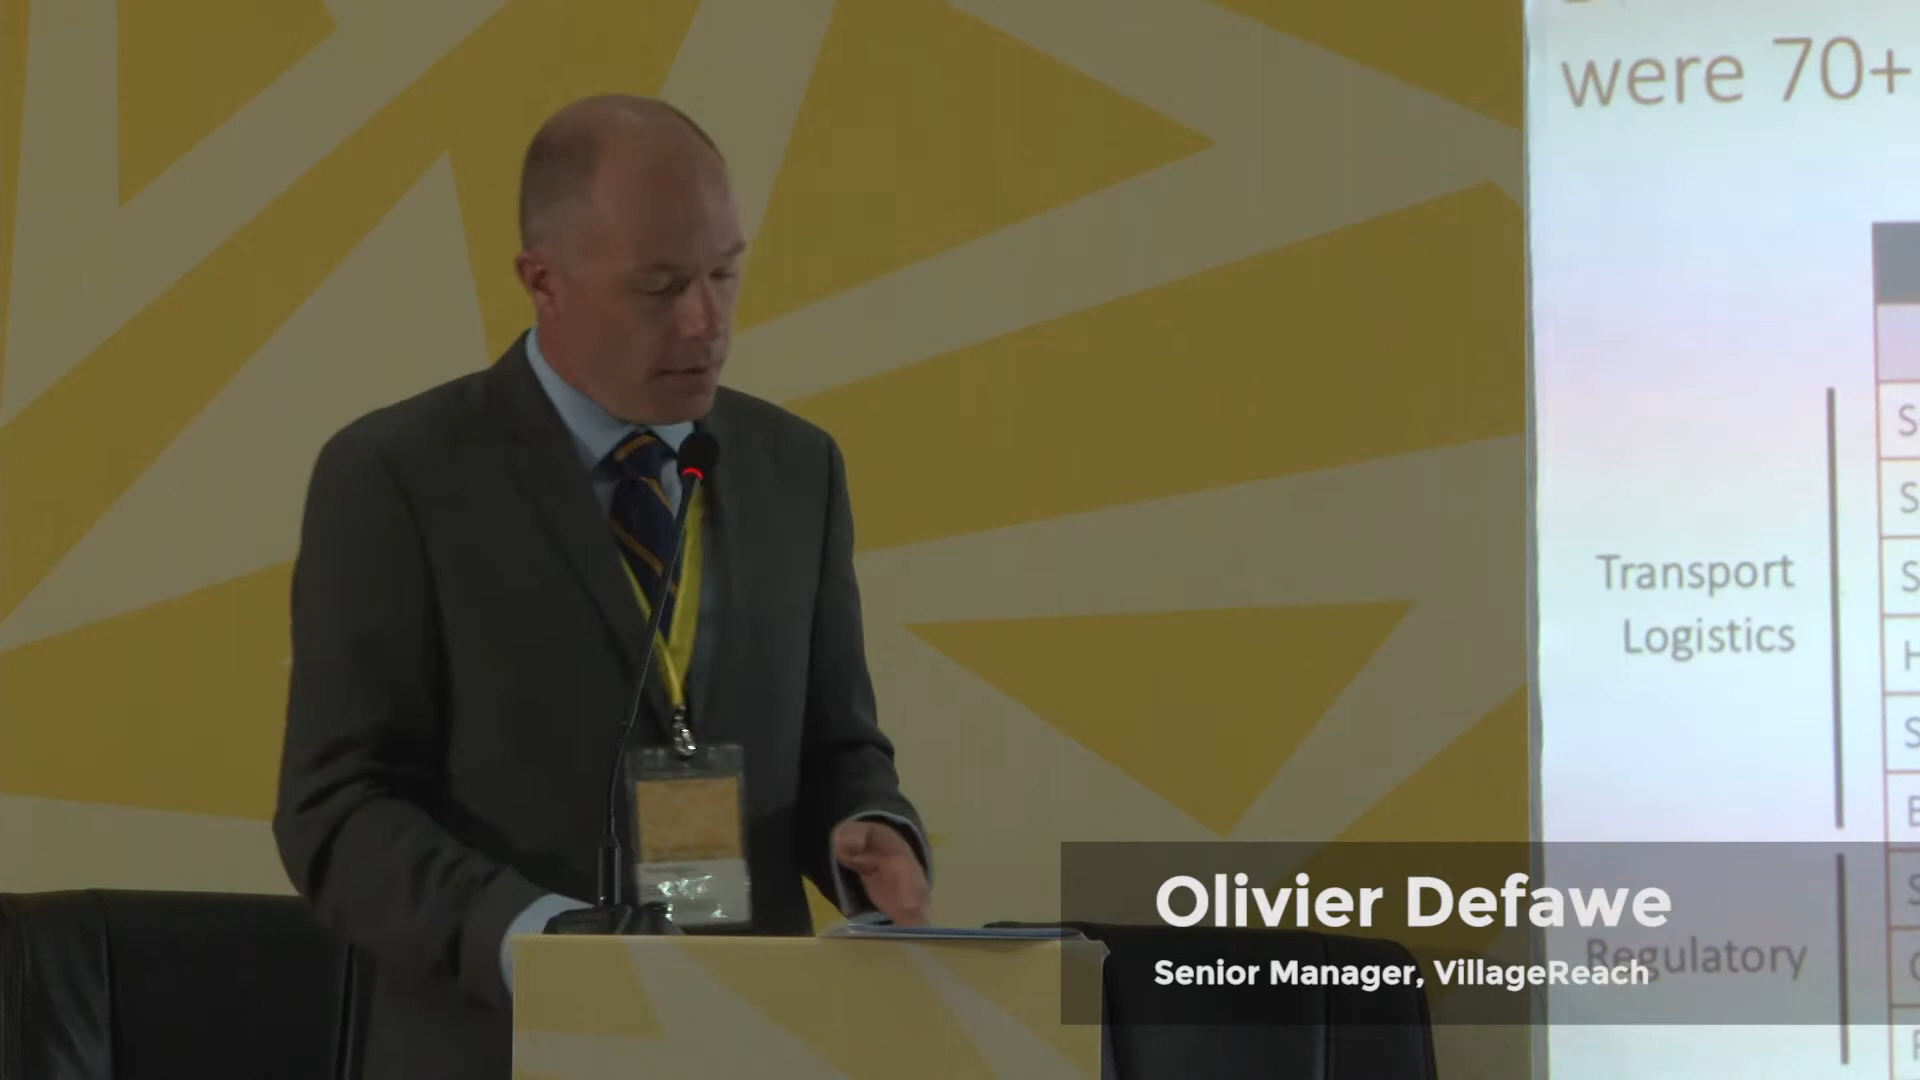 were 70+
Transport
Logistics
Regulatory
Olivier Defawe
Senior Manager, VillageReach